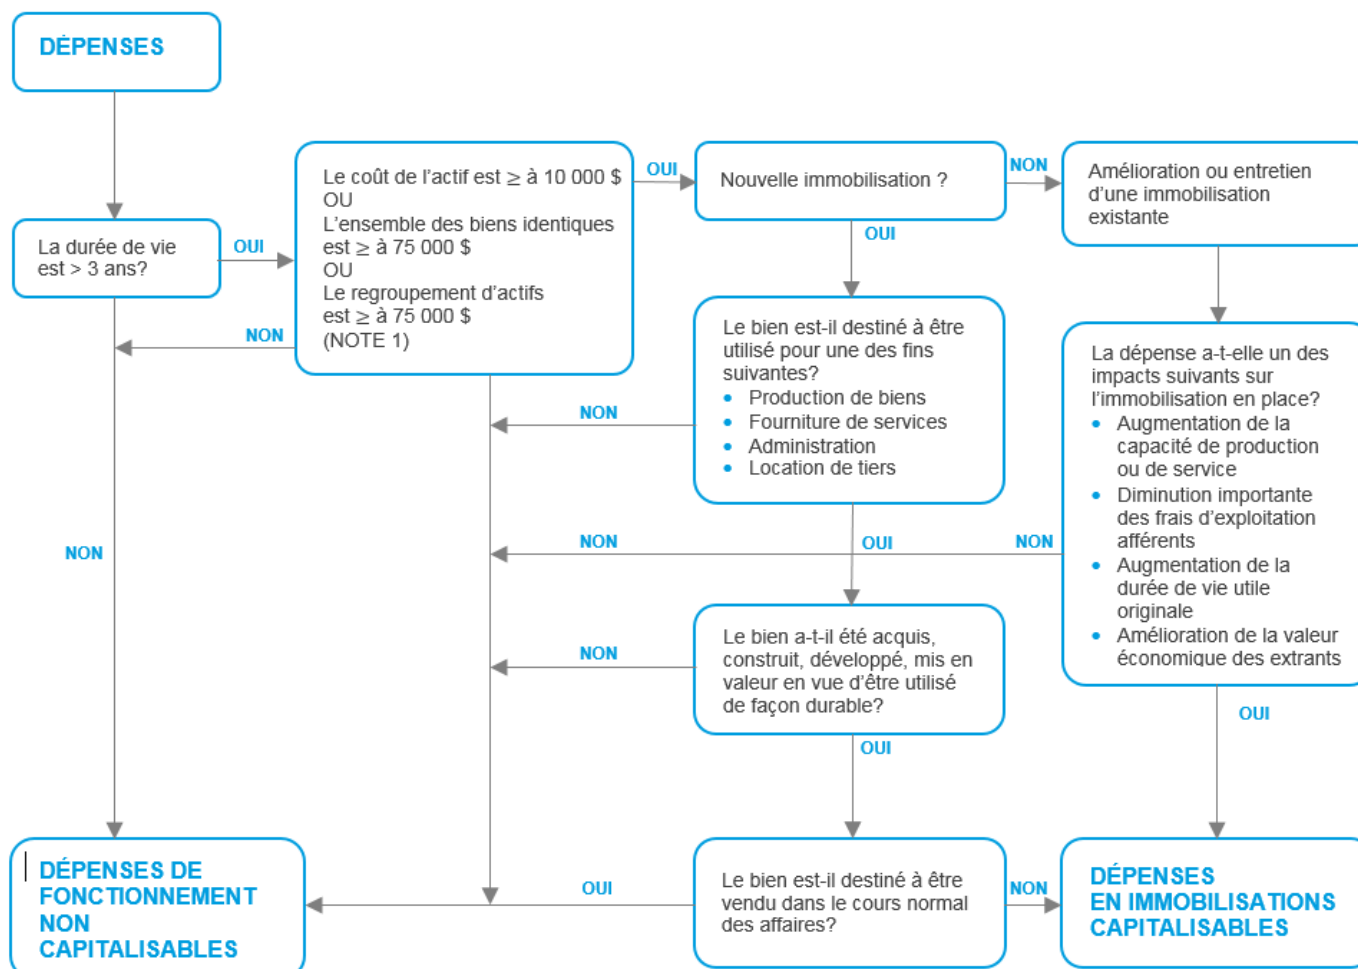 DÉPENSES
La durée de vie
est > 3 ans?
OUI
NON
NON
Le coût de l'actif est ≥ à 10 000 $
OU
L'ensemble des biens identiques
est ≥ à 75 000 $
OU
Le regroupement d'actifs
est ≥ à 75 000 $
(NOTE 1)
OUI
Nouvelle immobilisation ?
NON
Amélioration ou entretien
d'une immobilisation
existante
OUI
Le bien est-il destiné à être
utilisé pour une des fins
suivantes?
• Production de biens
• Fourniture de services
• Administration
• Location de tiers
NON
La dépense a-t-elle un des
impacts suivants sur
l'immobilisation en place?
• Augmentation de la
capacité de production
ou de service
• Diminution importante
des frais d'exploitation
afférents
• Augmentation de la
durée de vie utile
originale
• Amélioration de la valeur
économique des extrants
NON
OUI
NON
Le bien a-t-il été acquis,
construit, développé, mis en
valeur en vue d'être utilisé
de façon durable?
NON
OUI
OUI
Le bien est-il destiné à être
vendu dans le cours normal
des affaires?
OUI
NON
DÉPENSES DE
FONCTIONNEMENT
NON
CAPITALISABLES
DÉPENSES
EN IMMOBILISATIONS
CAPITALISABLES